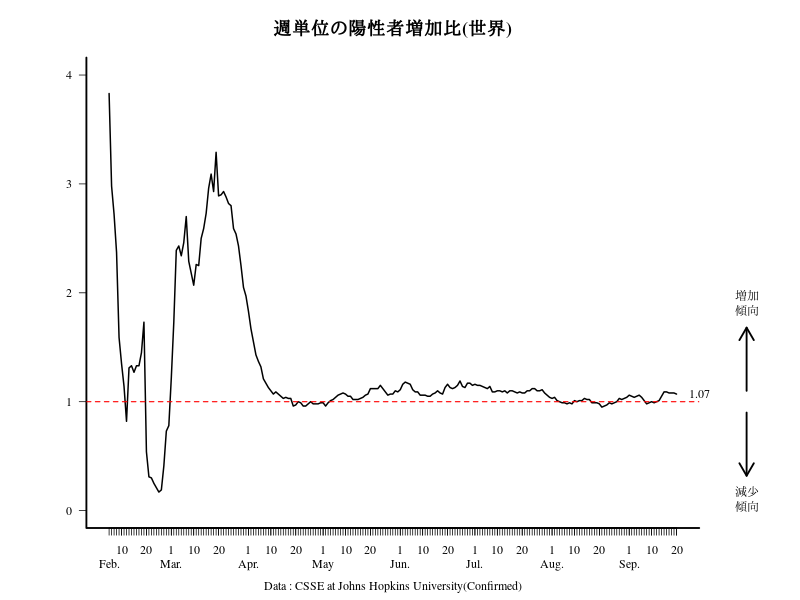 週単位の陽性者増加比(世界)
4
3
2
1
0
増加
傾向
1.07
減少
傾向
10 20 1 10 20 1 10 20 1 10 20 1 10 20 1 10 20 1 10 20 1 10 20
Feb. Mar. Apr. May Jun. Jul. Aug. Sep.
Data : CSSE at Johns Hopkins University(Confirmed)